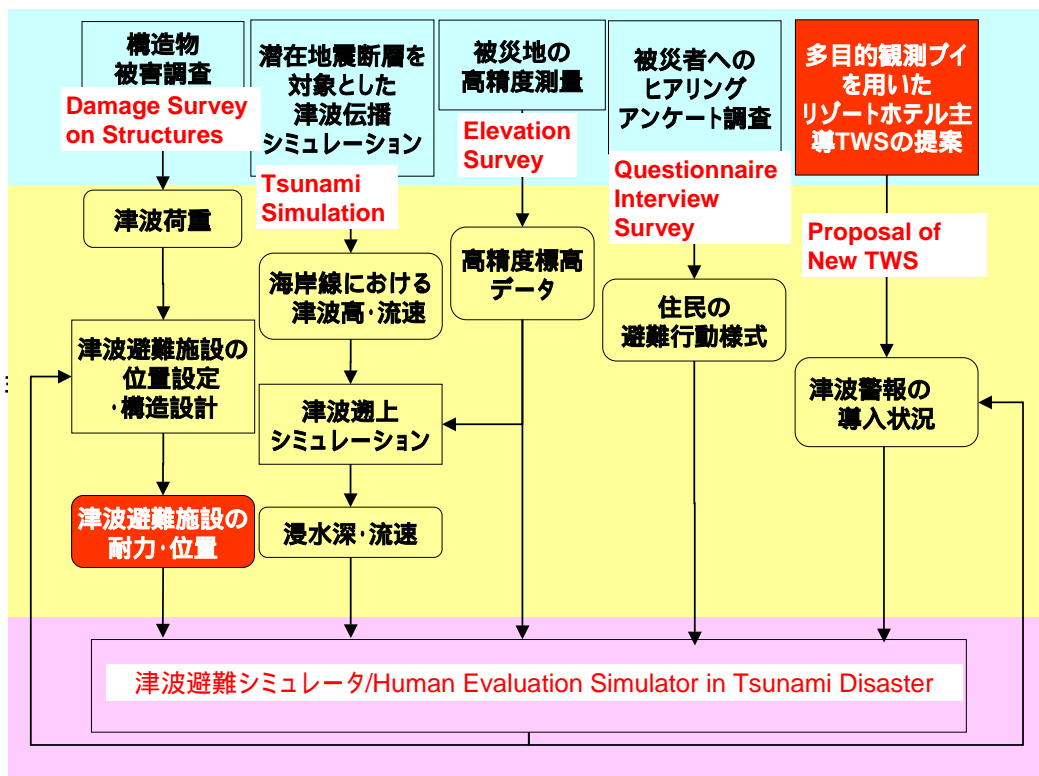 構造物
被害調査
Damage Survey
on Structures
潜在地震断層を
対象とした
津波伝播
シミュレーション
Tsunami
Simulation
被災地の
高精度測量
Elevation
Survey
被災者への
ヒアリング
アンケート調査
Questionnaire
Interview
Survey
多目的観測ブイ
を用いた
リゾートホテル主
導TWSの提案
Proposal of
New TWS
津波荷重
海岸線における
津波高･流速
高精度標高
データ
住民の
避難行動様式
津波避難施設の
位置設定
･構造設計
津波遡上
シミュレーション
津波警報の
導入状況
津波避難施設の
耐力･位置
浸水深･流速
津波避難シミュレータ/Human Evaluation Simulator in Tsunami Disaster